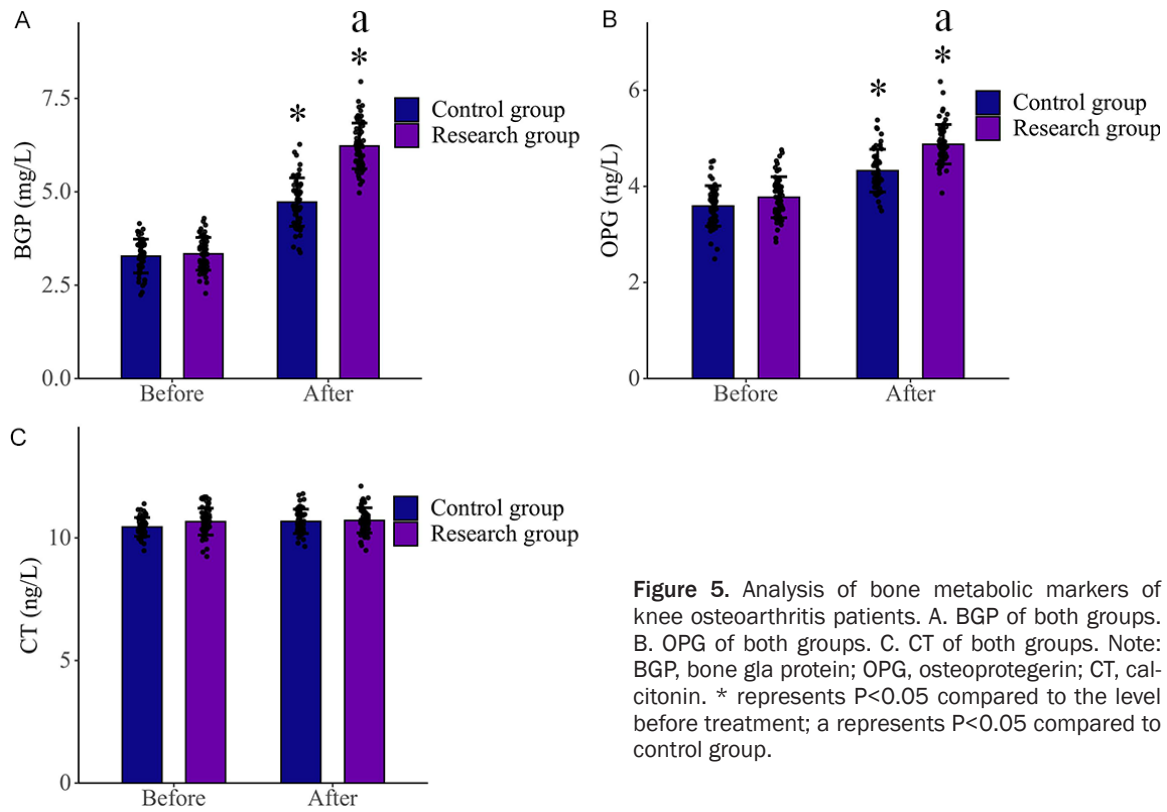 A
a
*
*
7.5
5.0
2.5
0.0
BGP (mg/L)
Control group
Research group
Before
After
B
a
*
*
6
4
2
0
OPG (ng/L)
Control group
Research group
Before
After
C
10
5
0
CT (ng/L)
Control group
Research group
Before
After
Figure 5. Analysis of bone metabolic markers of
knee osteoarthritis patients. A. BGP of both groups.
B. OPG of both groups. C. CT of both groups. Note:
BGP, bone gla protein; OPG, osteoprotegerin; CT, cal-
citonin. * represents P<0.05 compared to the level
before treatment; a represents P<0.05 compared to
control group.